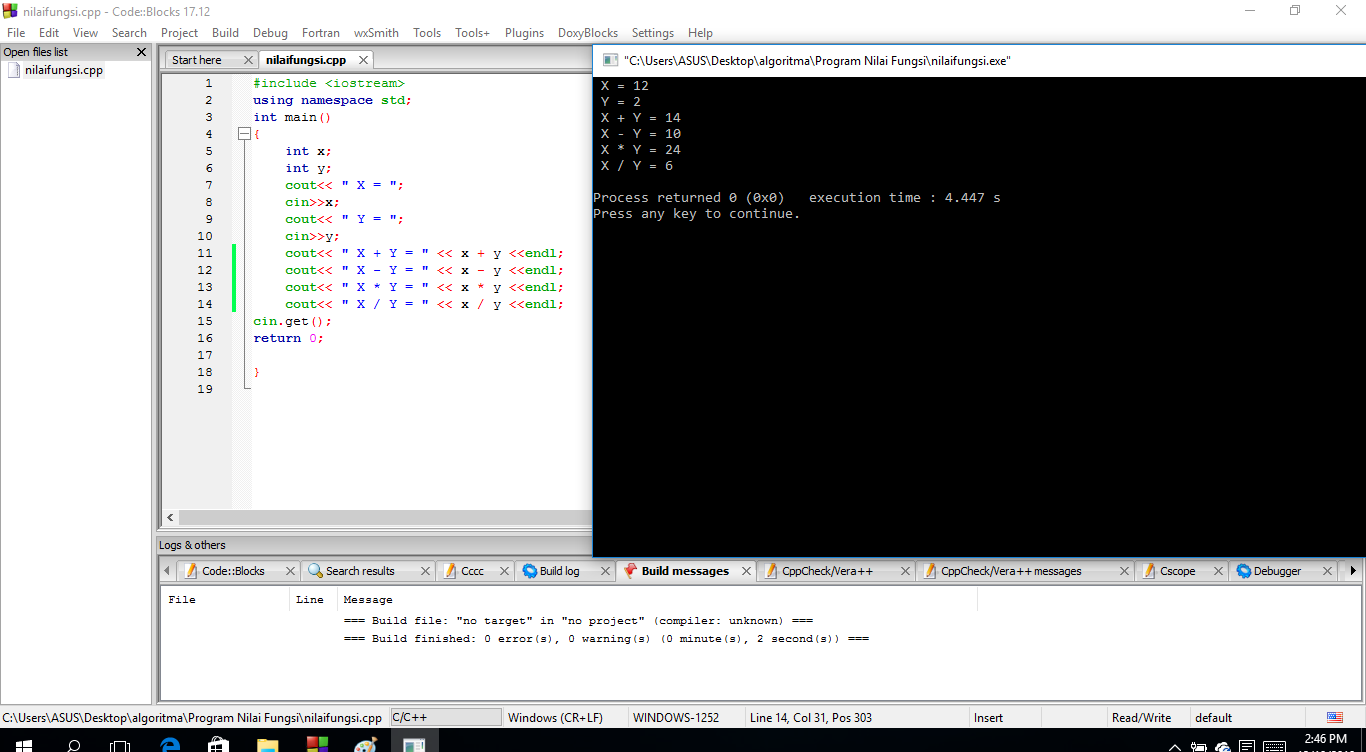 nilaifungsi.cpp - Code::Blocks 17.12
File Edit View Search Project Build Debug Fortran wxSmith Tools Tools+ Plugins DoxyBlocks Settings Help
Open files list
nilaifungsi.cpp
Start here nilaifungsi.cpp
1 #include <iostream>
2 using namespace std;
3 int main()
4 {
5 int x;
6 int y;
7 cout<< " X = ";
8 cin>>x;
9 cout<< " Y = ";
10 cin>>y;
11 cout<< " X + Y = " << x + y <<endl;
12 cout<< " X - Y = " << x - y <<endl;
13 cout<< " X * Y = " << x * y <<endl;
14 cout<< " X / Y = " << x / y <<endl;
15 cin.get();
16 return 0;
17
18 }
19
"C:\Users\ASUS\Desktop\algoritma\Program Nilai Fungsi\nilaifungsi.exe"
X = 12
Y = 2
X + Y = 14
X - Y = 10
X * Y = 24
X / Y = 6
Process returned 0 (0x0) execution time : 4.447 s
Press any key to continue.
Logs & others
Code::Blocks Search results Cccc Build log Build messages CppCheck/Vera++ CppCheck/Vera++ messages Cscope Debugger
File Line Message
=== Build file: "no target" in "no project" (compiler: unknown) ===
=== Build finished: 0 error(s), 0 warning(s) (0 minute(s), 2 second(s)) ===
C:\Users\ASUS\Desktop\algoritma\Program Nilai Fungsi\nilaifungsi.cpp C/C++ Windows (CR+LF) WINDOWS-1252 Line 14, Col 31, Pos 303 Insert Read/Write default
2:46 PM